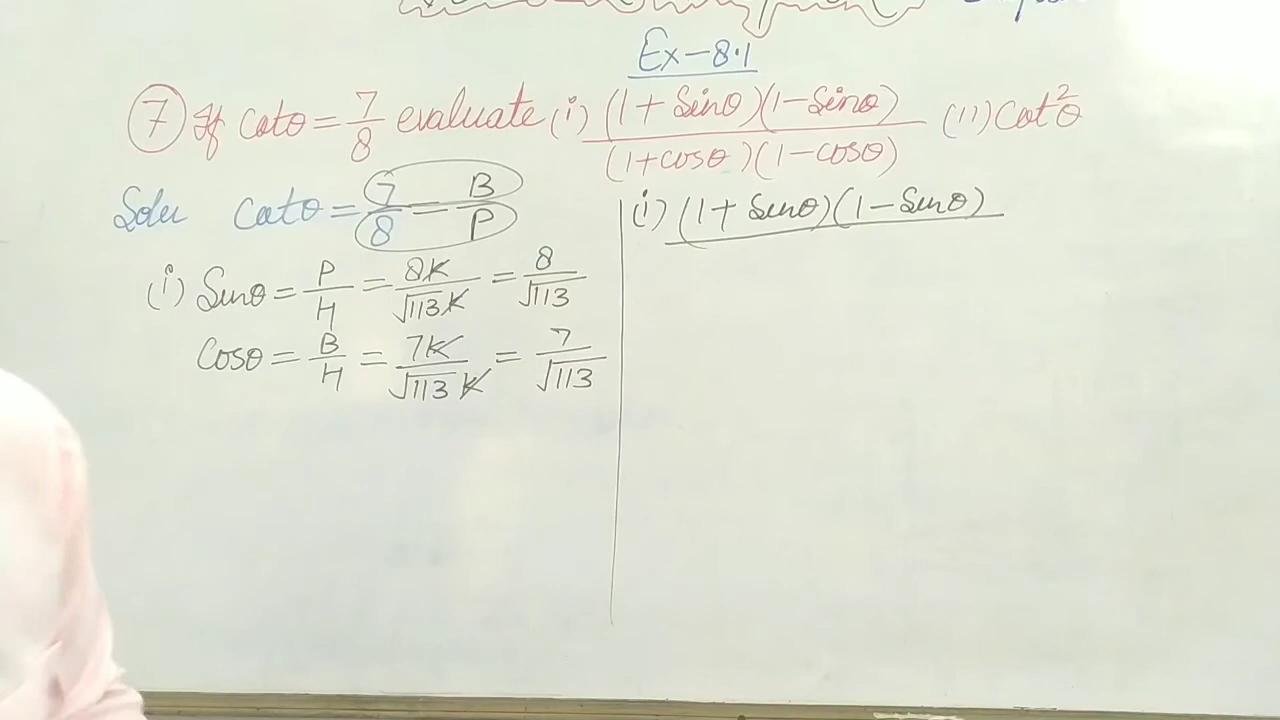 Ex-8.1
⑦ If cotθ = 7/8 evaluate (i) (1+Sinθ)(1-Sinθ)/(1+cosθ)(1-cosθ) (ii) Cot²θ
Solu cotθ = 7/8 = B/P
(i) Sinθ = P/H = 8K/√113K = 8/√113
Cosθ = B/H = 7K/√113K = 7/√113
i) (1+Sinθ)(1-Sinθ)